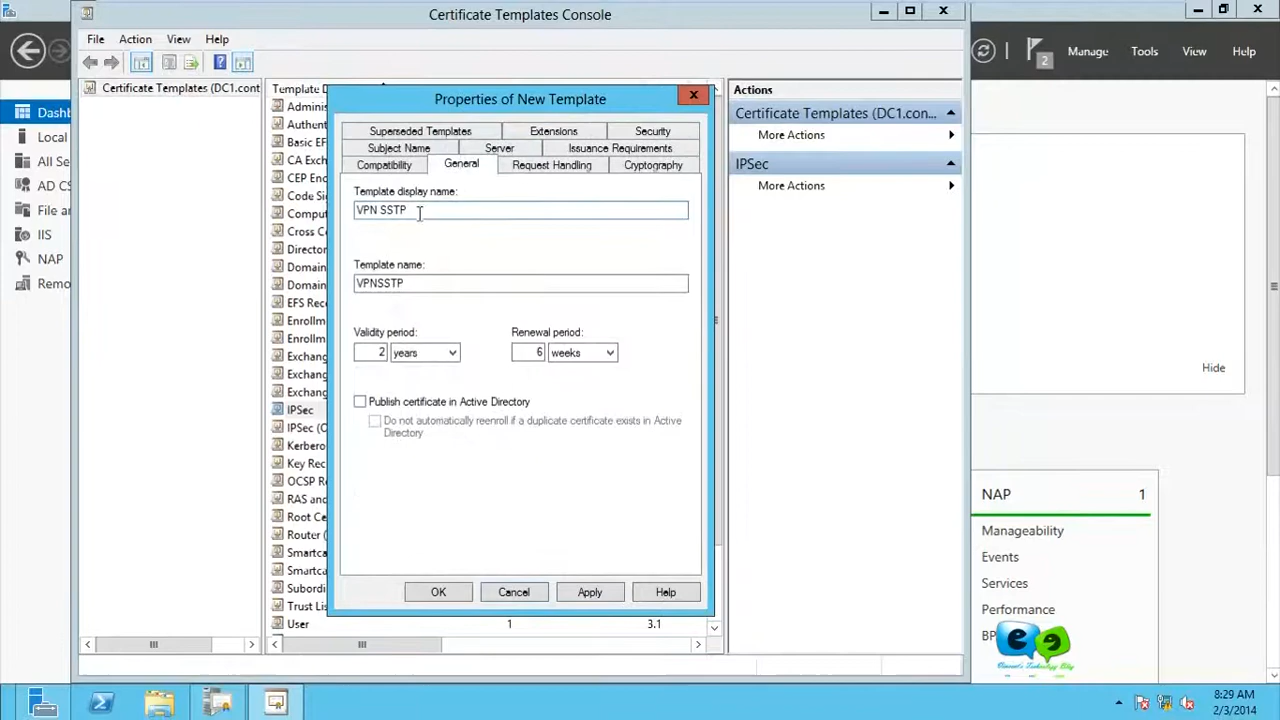 Certificate Templates Console
File Action View Help
Manage Tools View Help
2
Certificate Templates (DC1.cont
Template D
Adminis
Authent
Basic EF
CA Exch
CEP Enc
Code Sig
Comput
Cross Ce
Director
Domain
Domain
EFS Rec
Enrollm
Enrollm
Exchang
Exchang
Exchang
IPSec
IPSec (O
Kerbero
Key Rec
OCSP R
RAS and
Root Ce
Router (
Smartca
Smartca
Subordi
Trust Lis
User 1 3.1
Dashb
Local
All Se
AD CS
File ar
IIS
NAP
Remo
Properties of New Template
Superseded Templates Extensions Security
Subject Name Server Issuance Requirements
Compatibility General Request Handling Cryptography
Template display name:
VPN SSTP
Template name:
VPNSSTP
Validity period: Renewal period:
2 years 6 weeks
Publish certificate in Active Directory
Do not automatically reenroll if a duplicate certificate exists in Active
Directory
OK Cancel Apply Help
Actions
Certificate Templates (DC1.con...
More Actions
IPSec
More Actions
Hide
NAP 1
Manageability
Events
Services
Performance
BP
8:29 AM
2/3/2014